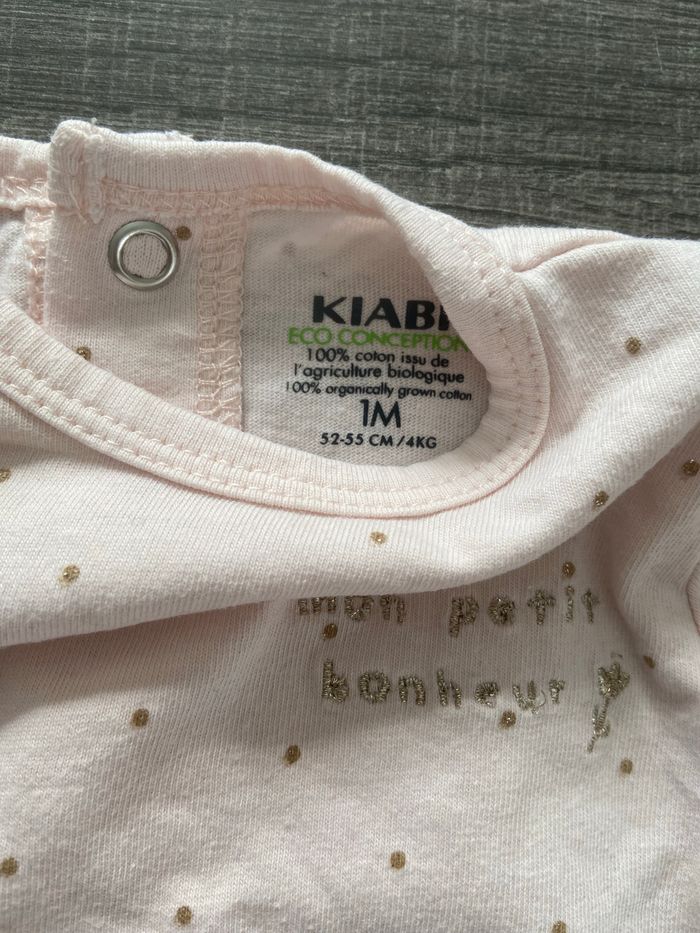 KIABI
ECO CONCEPTION
100% coton issu de
l'agriculture biologique
100% organically grown cotton
1M
52-55 CM/4KG
mon petit
bonheur